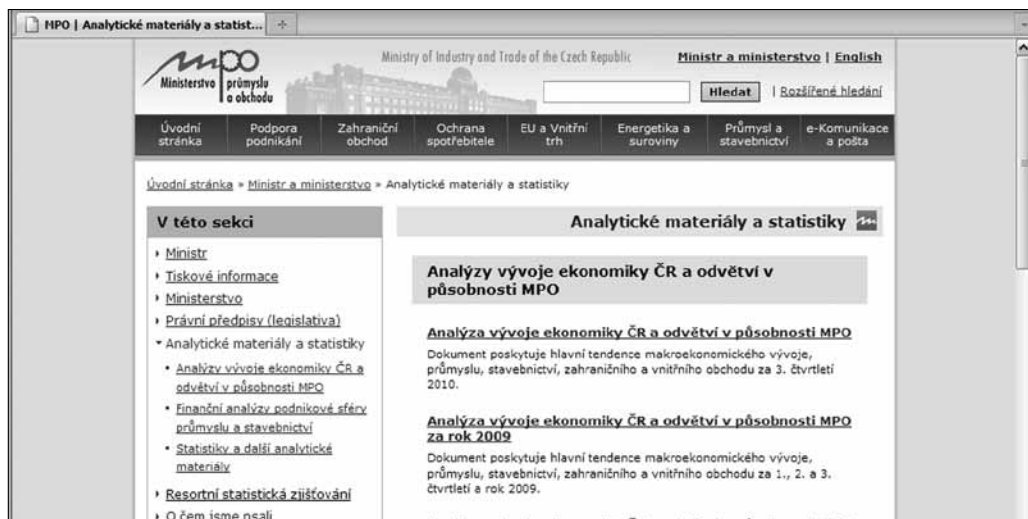 MPO | Analytické materiály a statist...
mpo
Ministerstvo průmyslu
a obchodu
Ministry of Industry and Trade of the Czech Republic
Ministr a ministerstvo | English
Hledat | Rozšířené hledání
Úvodní stránka
Podpora podnikání
Zahraniční obchod
Ochrana spotřebitele
EU a Vnitřní trh
Energetika a suroviny
Průmysl a stavebnictví
e-Komunikace a pošta
Úvodní stránka » Ministr a ministerstvo » Analytické materiály a statistiky
V této sekci
Ministr
Tiskové informace
Ministerstvo
Právní předpisy (legislativa)
Analytické materiály a statistiky
Analýzy vývoje ekonomiky ČR a
odvětví v působnosti MPO
Finanční analýzy podnikové sféry
průmyslu a stavebnictví
Statistiky a další analytické
materiály
Resortní statistická zjišťování
O čem jsme psali
Analytické materiály a statistiky
Analýzy vývoje ekonomiky ČR a odvětví v
působnosti MPO
Analýza vývoje ekonomiky ČR a odvětví v působnosti MPO
Dokument poskytuje hlavní tendence makroekonomického vývoje,
průmyslu, stavebnictví, zahraničního a vnitřního obchodu za 3. čtvrtletí
2010.
Analýza vývoje ekonomiky ČR a odvětví v působnosti MPO
za rok 2009
Dokument poskytuje hlavní tendence makroekonomického vývoje,
průmyslu, stavebnictví, zahraničního a vnitřního obchodu za 1., 2. a 3.
čtvrtletí a rok 2009.